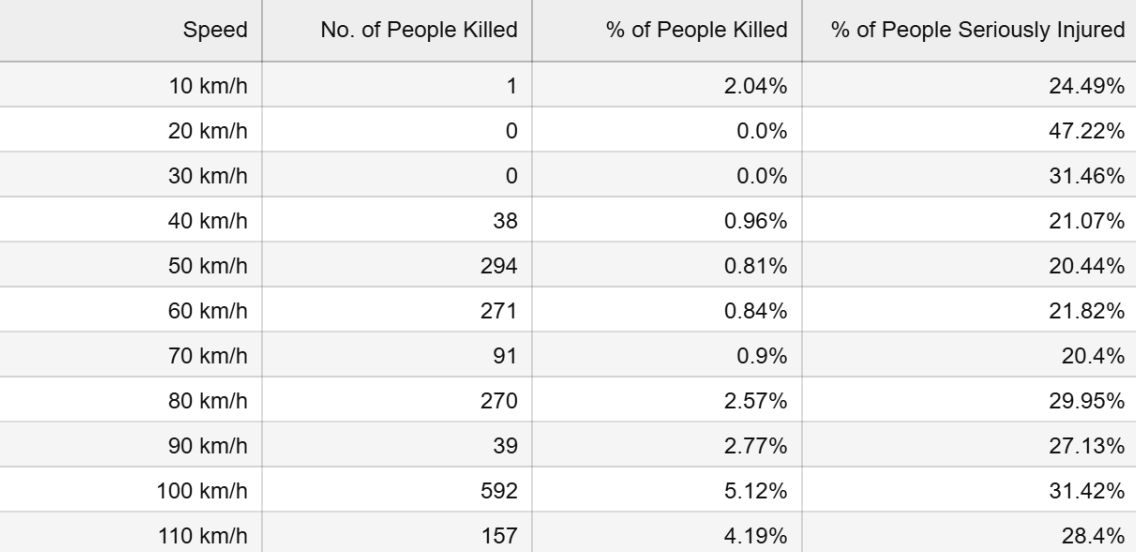 Speed No. of People Killed % of People Killed % of People Seriously Injured
10 km/h 1 2.04% 24.49%
20 km/h 0 0.0% 47.22%
30 km/h 0 0.0% 31.46%
40 km/h 38 0.96% 21.07%
50 km/h 294 0.81% 20.44%
60 km/h 271 0.84% 21.82%
70 km/h 91 0.9% 20.4%
80 km/h 270 2.57% 29.95%
90 km/h 39 2.77% 27.13%
100 km/h 592 5.12% 31.42%
110 km/h 157 4.19% 28.4%